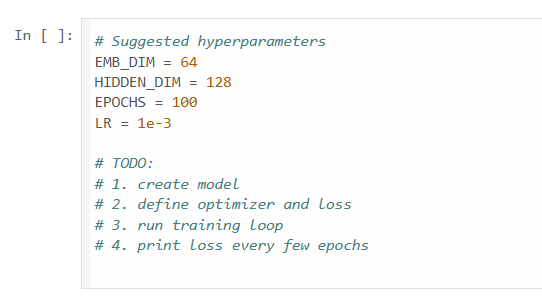 In [ ]:
# Suggested hyperparameters
EMB_DIM = 64
HIDDEN_DIM = 128
EPOCHS = 100
LR = 1e-3
# TODO:
# 1. create model
# 2. define optimizer and loss
# 3. run training loop
# 4. print loss every few epochs